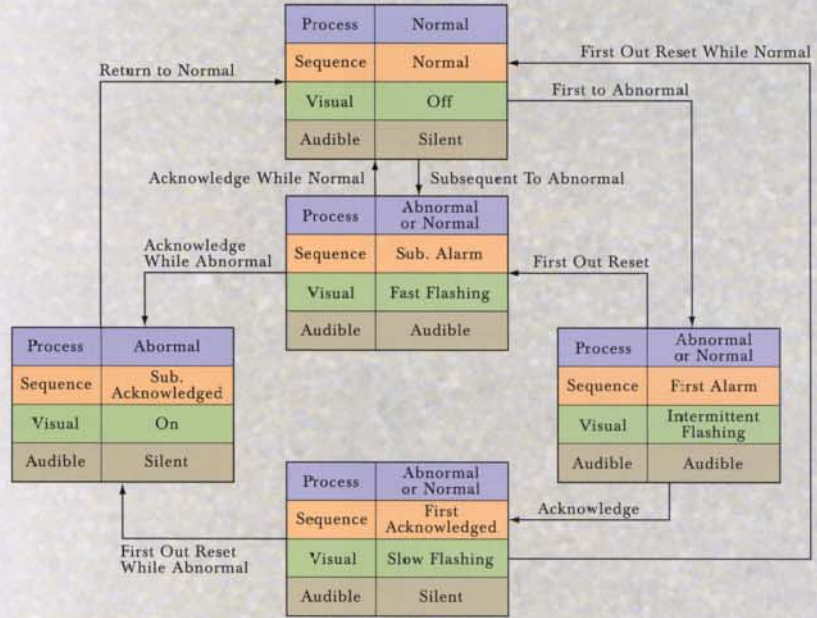 Process Normal
Sequence Normal
Visual Off
Audible Silent
Return to Normal
First Out Reset While Normal
First to Abnormal
Acknowledge While Normal
Subsequent To Abnormal
Process Abnormal
or Normal
Sequence Sub. Alarm
Visual Fast Flashing
Audible Audible
Acknowledge
While Abnormal
First Out Reset
Process Abormal
Sequence Sub.
Acknowledged
Visual On
Audible Silent
Process Abnormal
or Normal
Sequence First Alarm
Visual Intermittent
Flashing
Audible Audible
Acknowledge
Process Abnormal
or Normal
Sequence First
Acknowledged
Visual Slow Flashing
Audible Silent
First Out Reset
While Abnormal